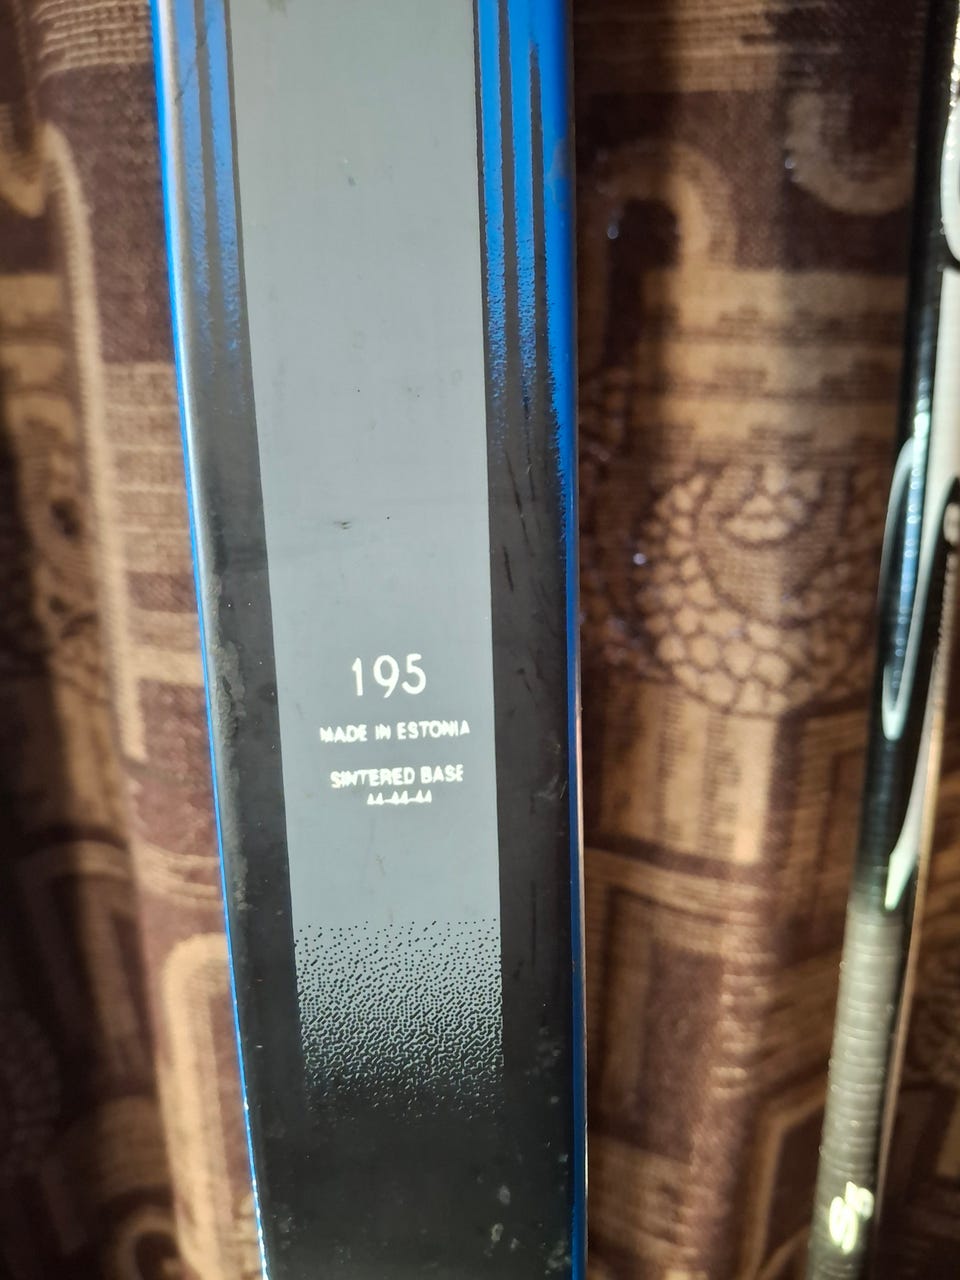 195
MADE IN ESTONIA
SINTERED BASE
44-44-44